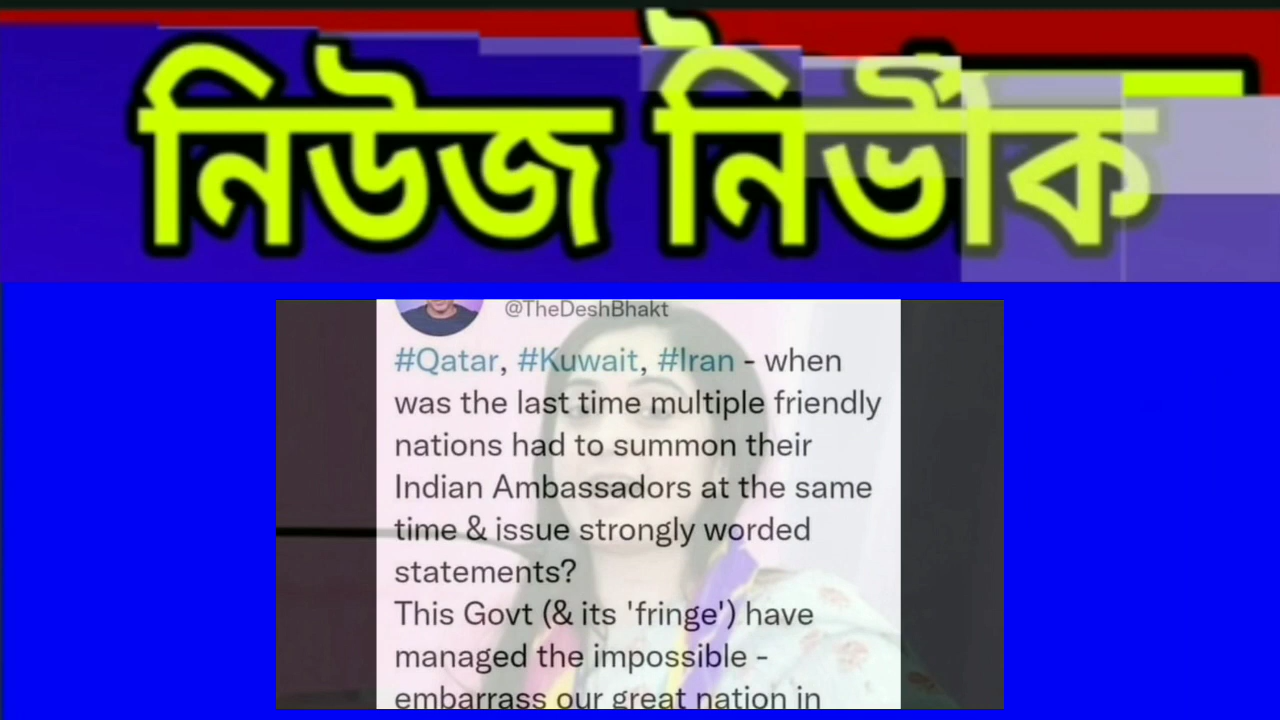 নিউজ নির্ভীক
@TheDeshBhakt
#Qatar, #Kuwait, #Iran - when
was the last time multiple friendly
nations had to summon their
Indian Ambassadors at the same
time & issue strongly worded
statements?
This Govt (& its 'fringe') have
managed the impossible -
embarrass our great nation in